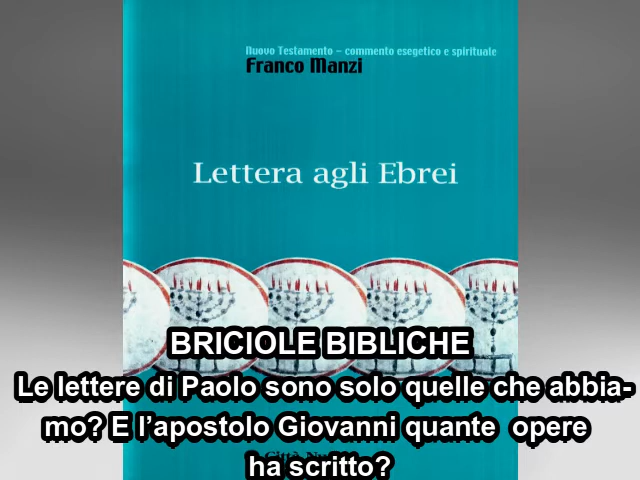 Nuovo Testamento – commento esegetico e spirituale
Franco Manzi
Lettera agli Ebrei
BRICIOLE BIBLICHE
Le lettere di Paolo sono solo quelle che abbia-
mo? E l'apostolo Giovanni quante opere
ha scritto?